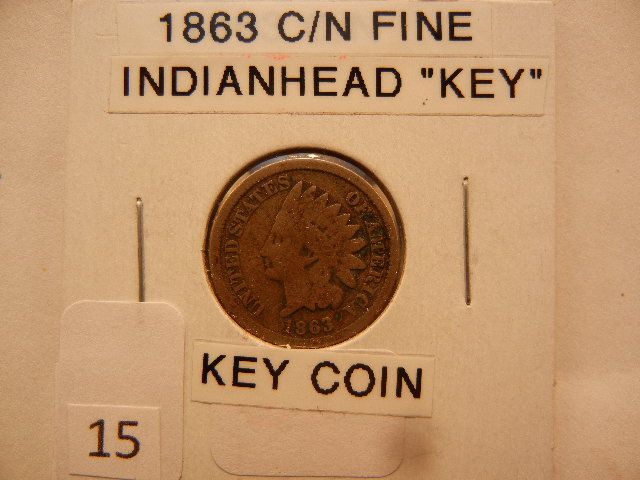 1863 C/N FINE
INDIANHEAD "KEY"
UNITED STATES OF AMERICA
1863
KEY COIN
15